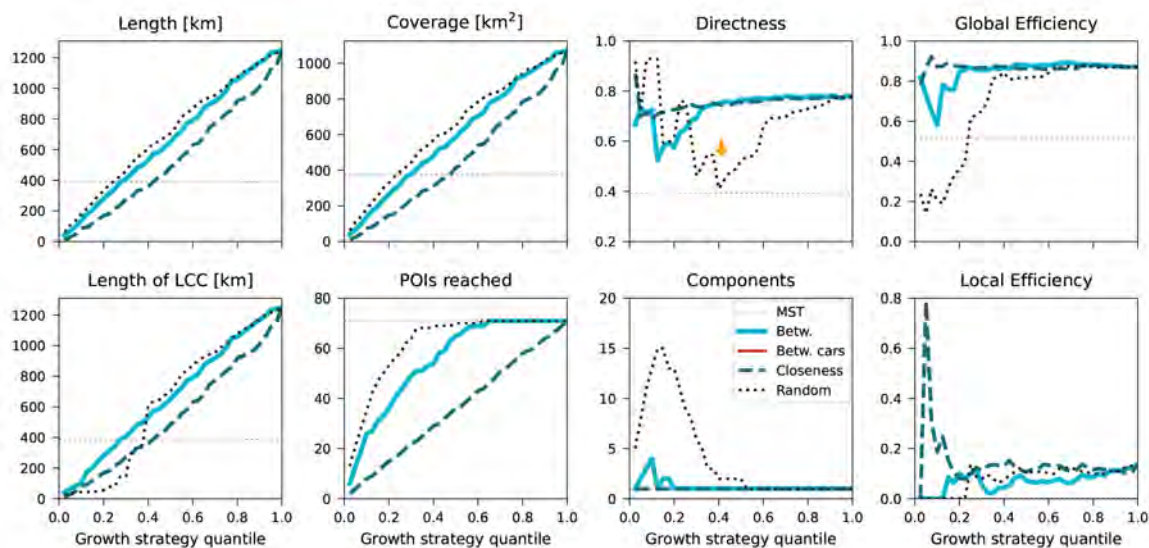 Length [km]
Coverage [km²]
Directness
Global Efficiency
1200
1000
800
600
400
200
0
1000
800
600
400
200
0
1.0
0.8
0.6
0.4
0.2
1.0
0.8
0.6
0.4
0.2
0.0
Length of LCC [km]
POIs reached
Components
Local Efficiency
1200
1000
800
600
400
200
0
80
60
40
20
0
20
15
10
5
0
MST
Betw.
Betw. cars
Closeness
Random
0.8
0.6
0.4
0.2
0.0
0.0 0.2 0.4 0.6 0.8 1.0
0.0 0.2 0.4 0.6 0.8 1.0
0.0 0.2 0.4 0.6 0.8 1.0
0.0 0.2 0.4 0.6 0.8 1.0
Growth strategy quantile
Growth strategy quantile
Growth strategy quantile
Growth strategy quantile